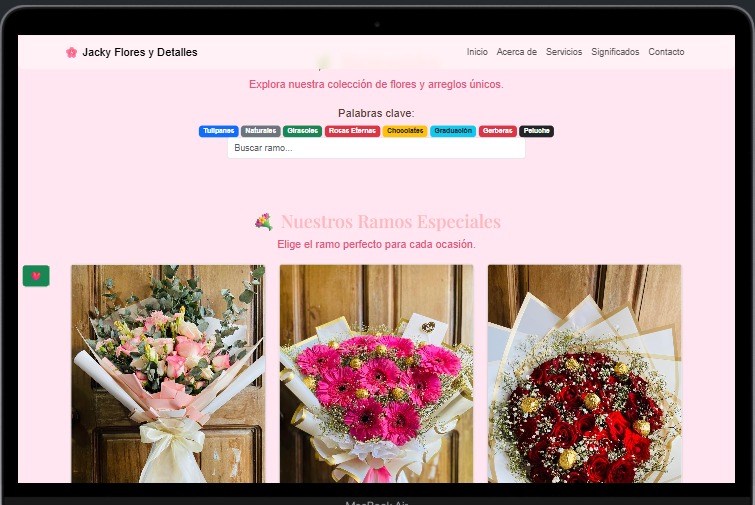 Jacky Flores y Detalles
Inicio Acerca de Servicios Significados Contacto
Explora nuestra colección de flores y arreglos únicos.
Palabras clave:
Tulipanes Naturales Girasoles Rosas Eternas Chocolates Graduación Gerberas Peluche
Buscar ramo...
Nuestros Ramos Especiales
Elige el ramo perfecto para cada ocasión.
MacBook Air